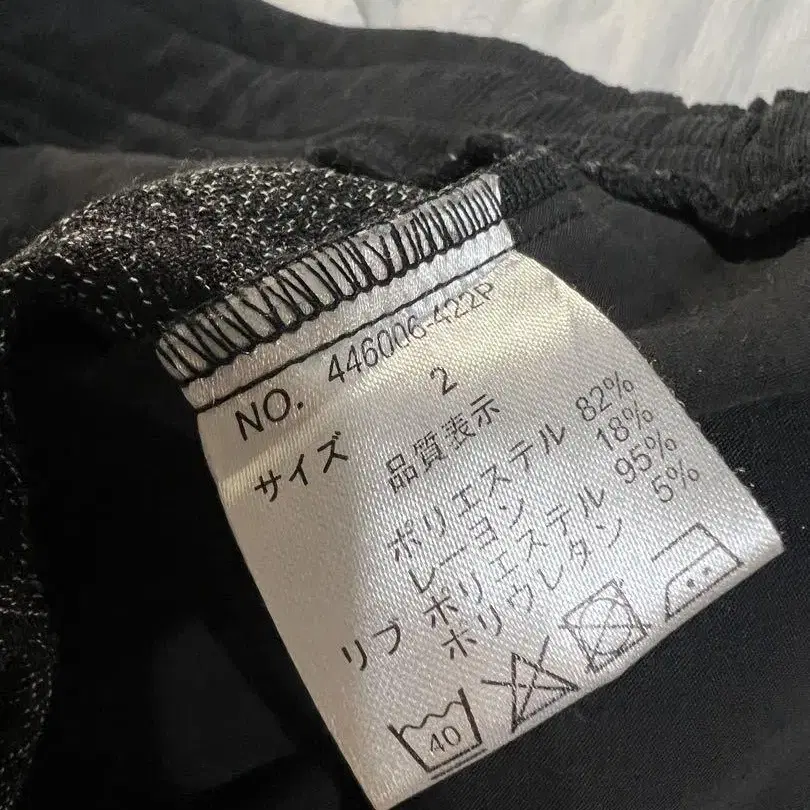 NO. 446006-422P
サイズ 2
品質表示
ポリエステル 82%
レーヨン 18%
リブ ポリエステル 95%
ポリウレタン 5%
40